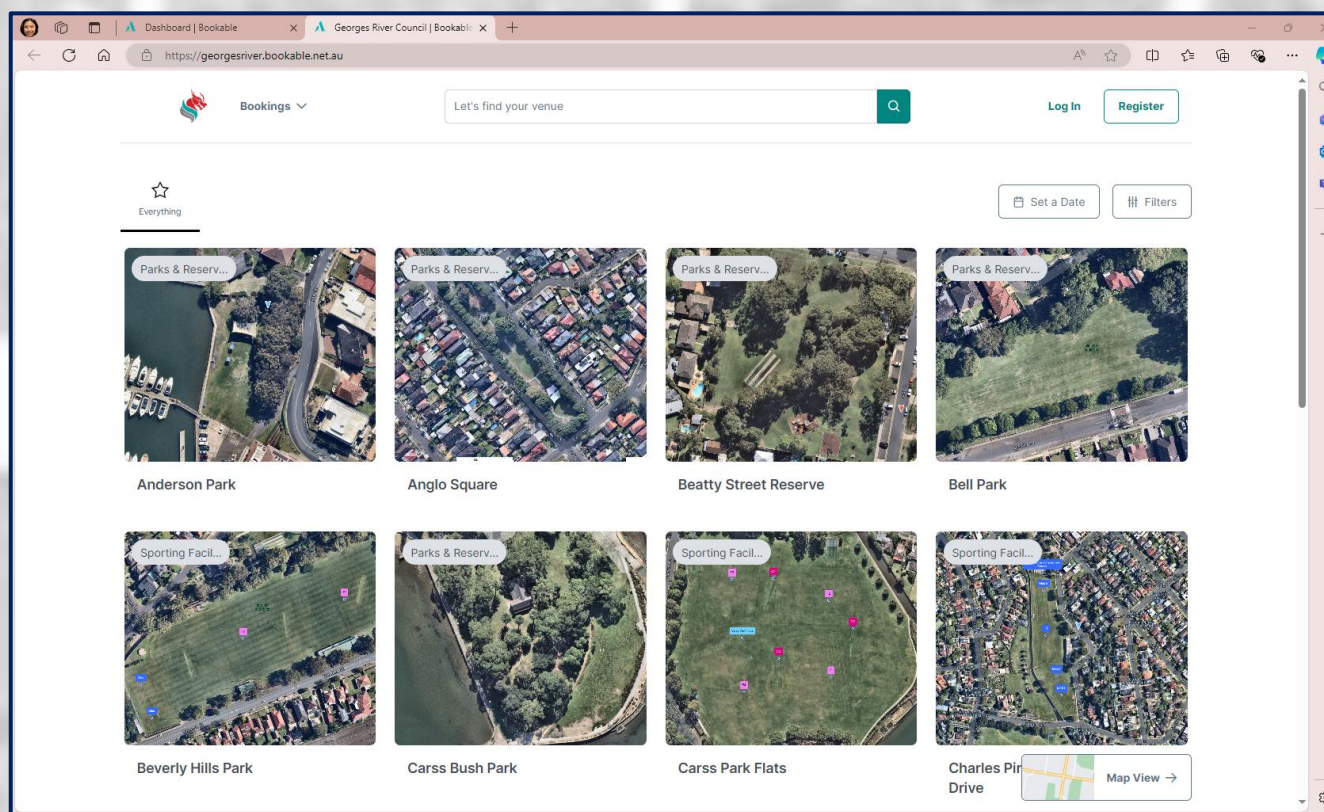 Dashboard | Bookable
Georges River Council | Bookable
https://georgesriver.bookable.net.au
Bookings
Let's find your venue
Log In
Register
Everything
Set a Date
Filters
Parks & Reserv...
Parks & Reserv...
Parks & Reserv...
Parks & Reserv...
Anderson Park
Anglo Square
Beatty Street Reserve
Bell Park
Sporting Facil...
Parks & Reserv...
Sporting Facil...
Sporting Facil...
Beverly Hills Park
Carss Bush Park
Carss Park Flats
Charles
Drive
Map View